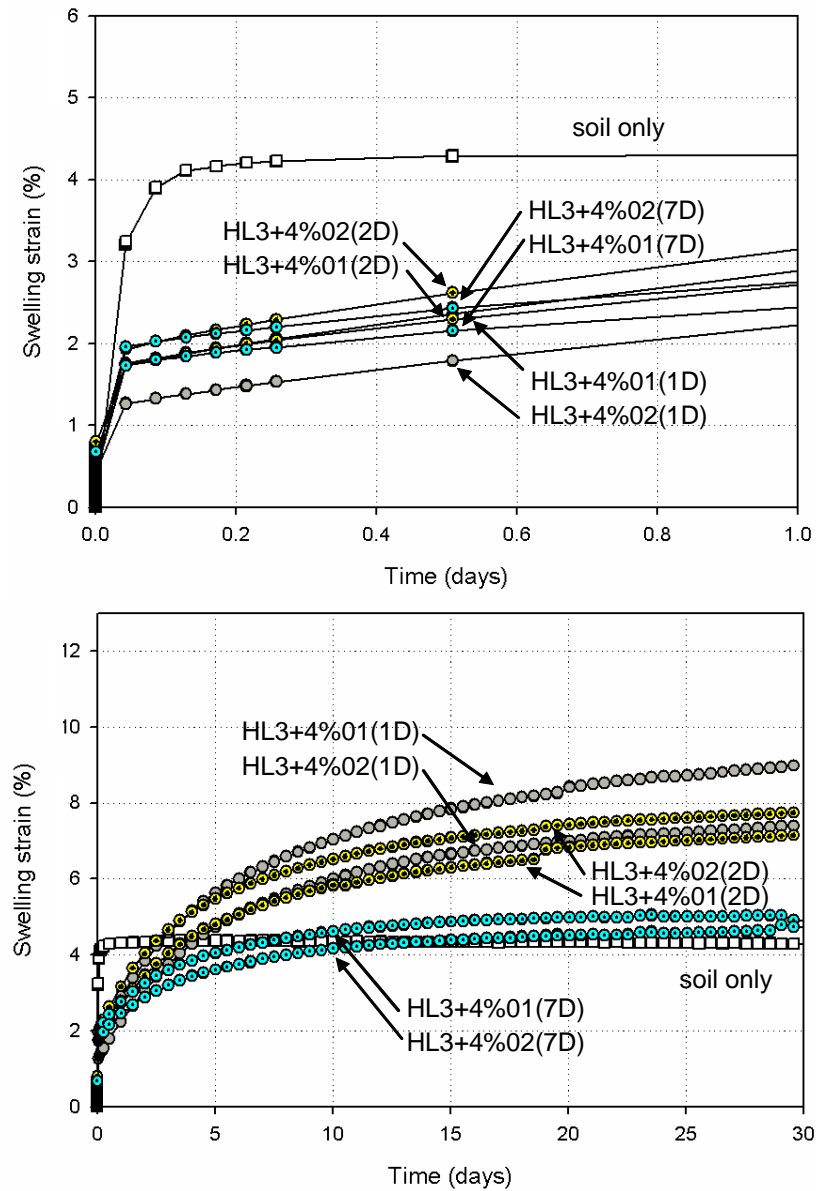 6
5
4
3
2
1
0
Swelling strain (%)
soil only
HL3+4%02(2D)
HL3+4%01(2D)
HL3+4%02(7D)
HL3+4%01(7D)
HL3+4%01(1D)
HL3+4%02(1D)
0.0 0.2 0.4 0.6 0.8 1.0
Time (days)
12
10
8
6
4
2
0
Swelling strain (%)
HL3+4%01(1D)
HL3+4%02(1D)
HL3+4%02(2D)
HL3+4%01(2D)
soil only
HL3+4%01(7D)
HL3+4%02(7D)
0 5 10 15 20 25 30
Time (days)